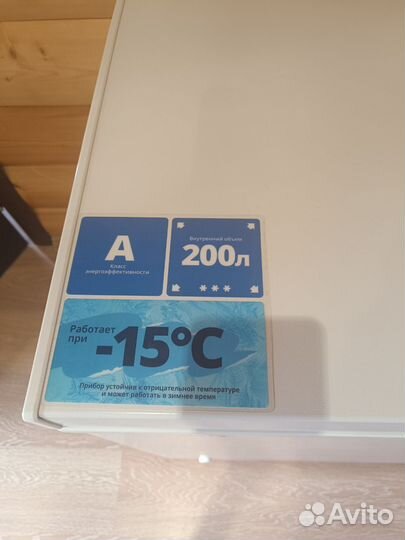 А
Класс
энергоэффективности
Внутренний объем
200л
Работает
при
-15°С
Прибор устойчив к отрицательной температуре
и может работать в зимнее время
Avito